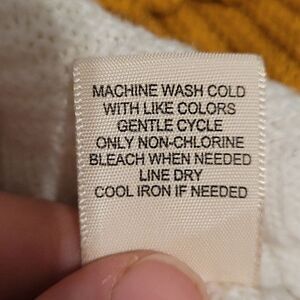 MACHINE WASH COLD
WITH LIKE COLORS
GENTLE CYCLE
ONLY NON-CHLORINE
BLEACH WHEN NEEDED
LINE DRY
COOL IRON IF NEEDED